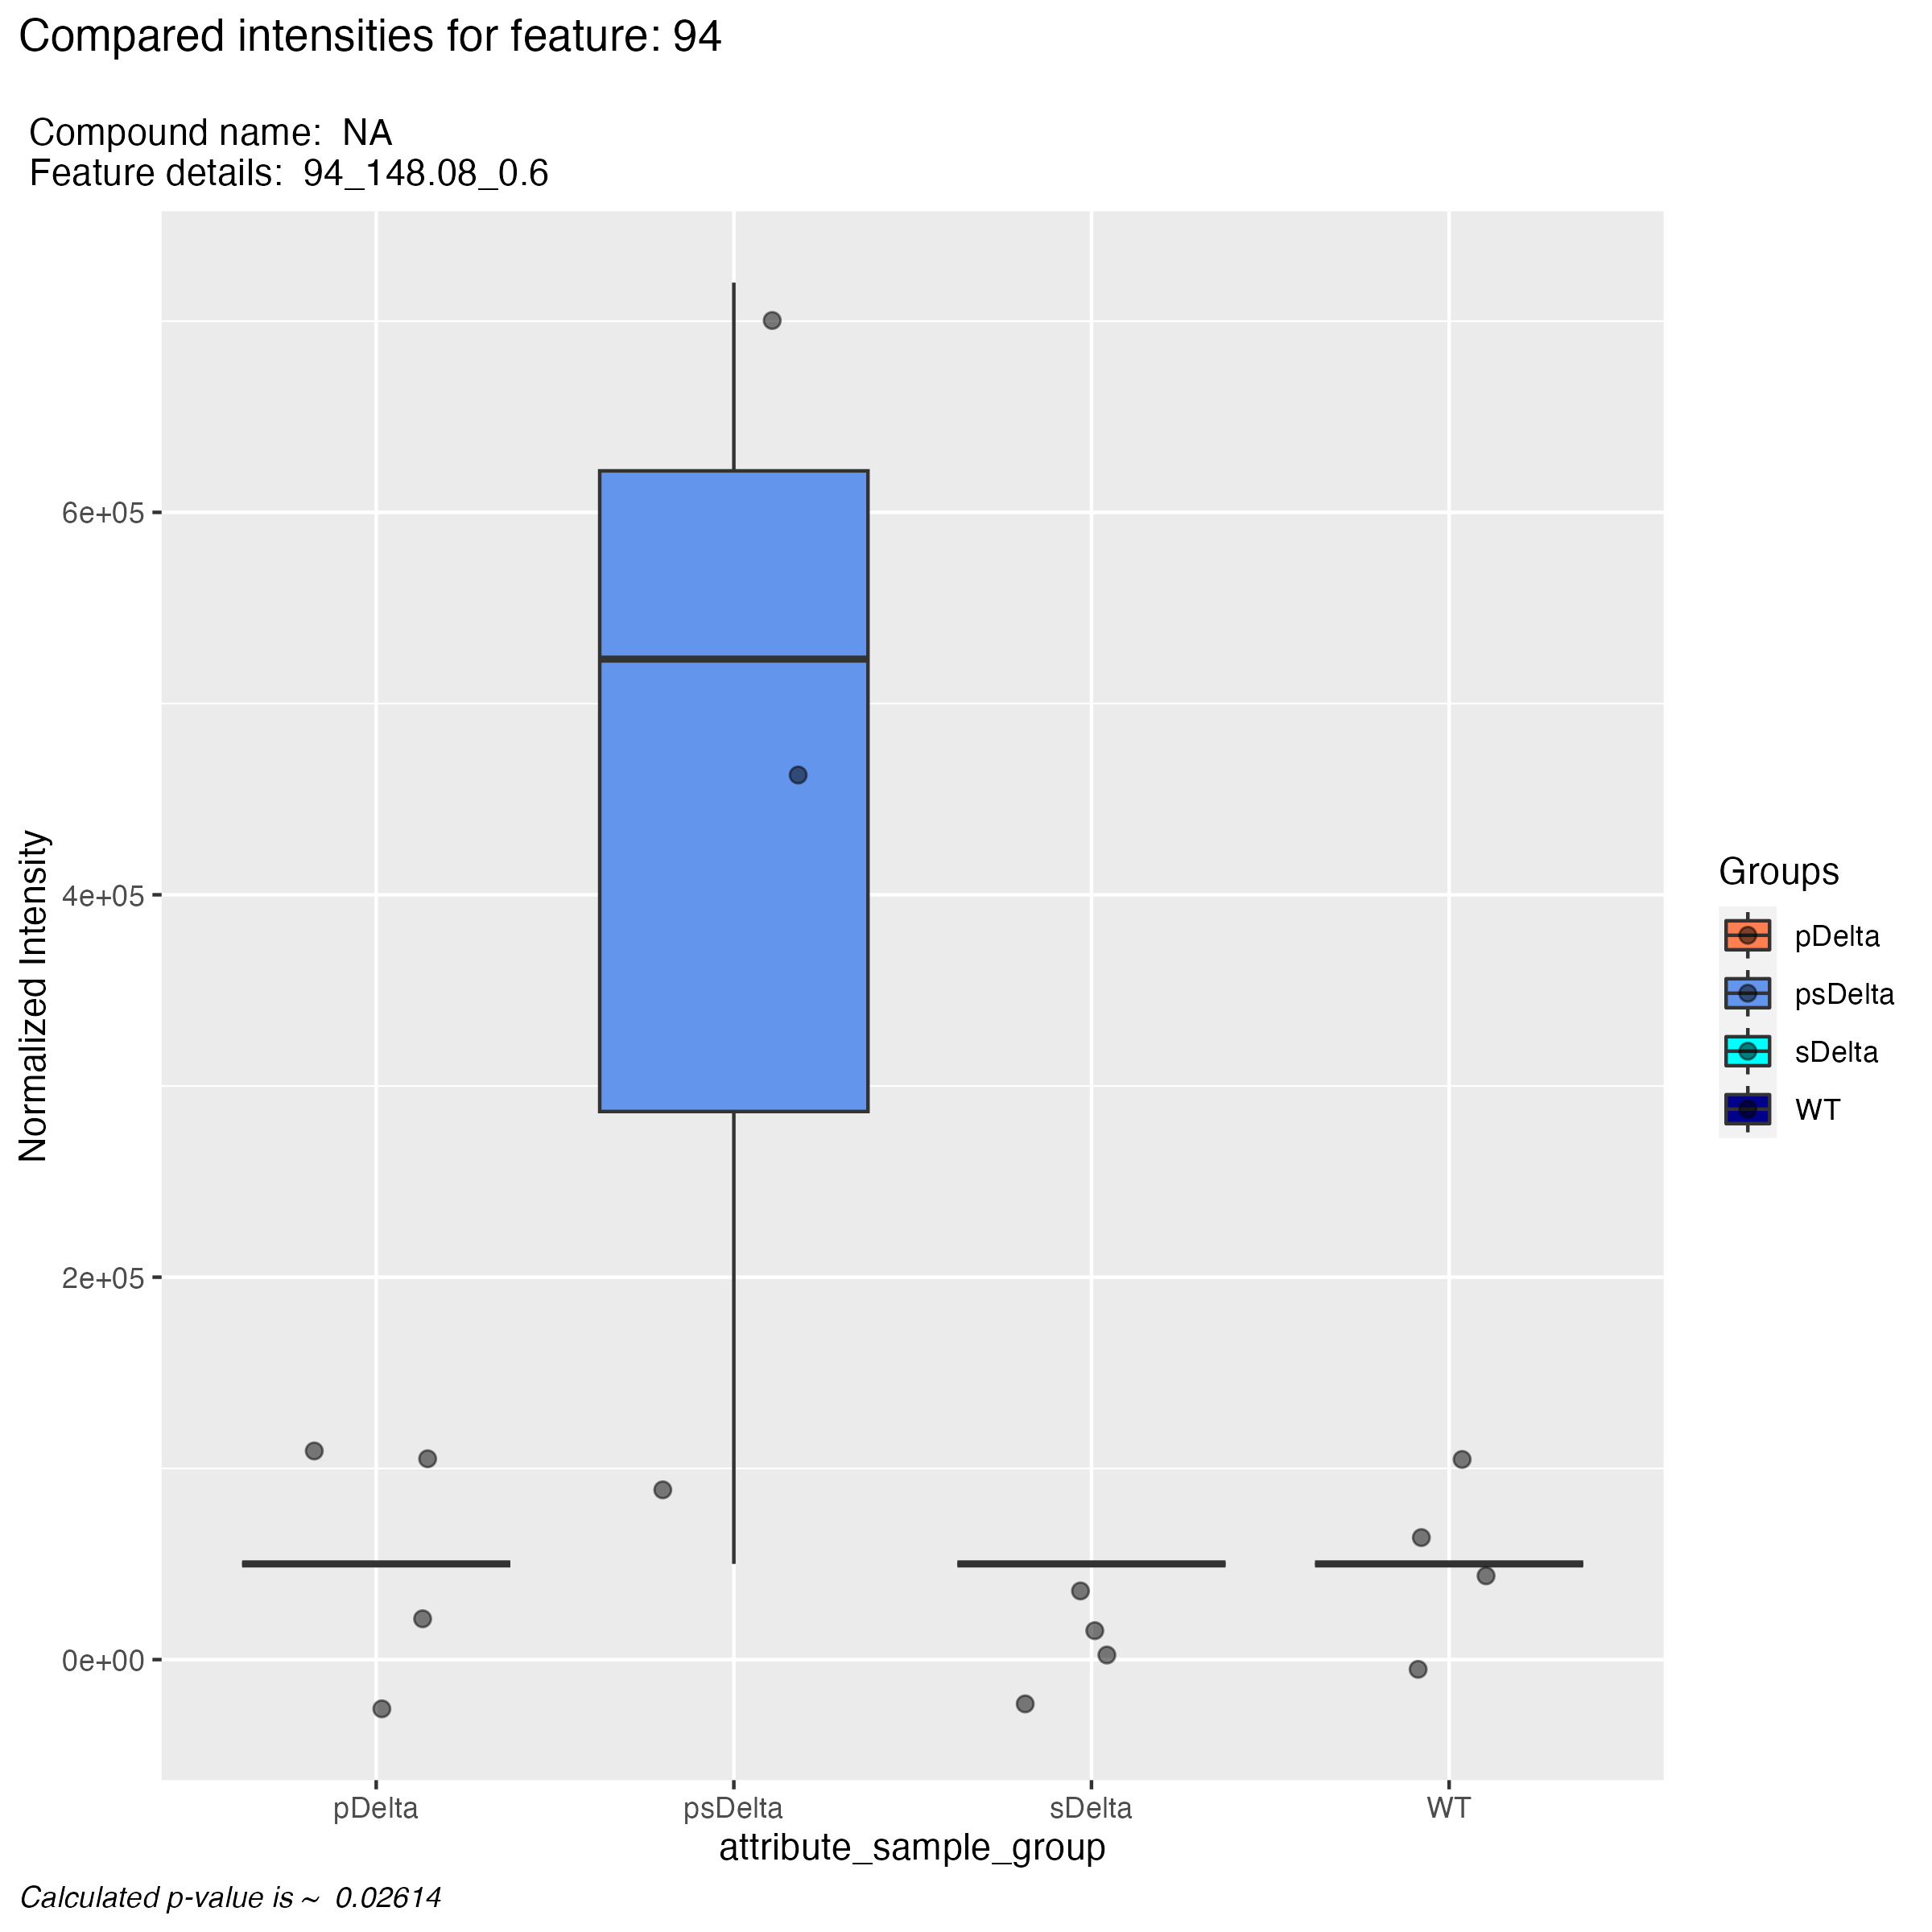 Compared intensities for feature: 94
Compound name:  NA
Feature details:  94_148.08_0.6
Normalized Intensity
6e+05
4e+05
2e+05
0e+00
pDelta
psDelta
sDelta
WT
attribute_sample_group
Groups
pDelta
psDelta
sDelta
WT
Calculated p-value is ~  0.02614